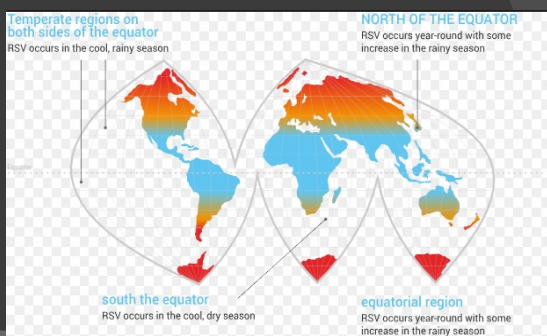 Temperate regions on
both sides of the equator
RSV occurs in the cool, rainy season
NORTH OF THE EQUATOR
RSV occurs year-round with some
increase in the rainy season
south the equator
RSV occurs in the cool, dry season
equatorial region
RSV occurs year-round with some
increase in the rainy season